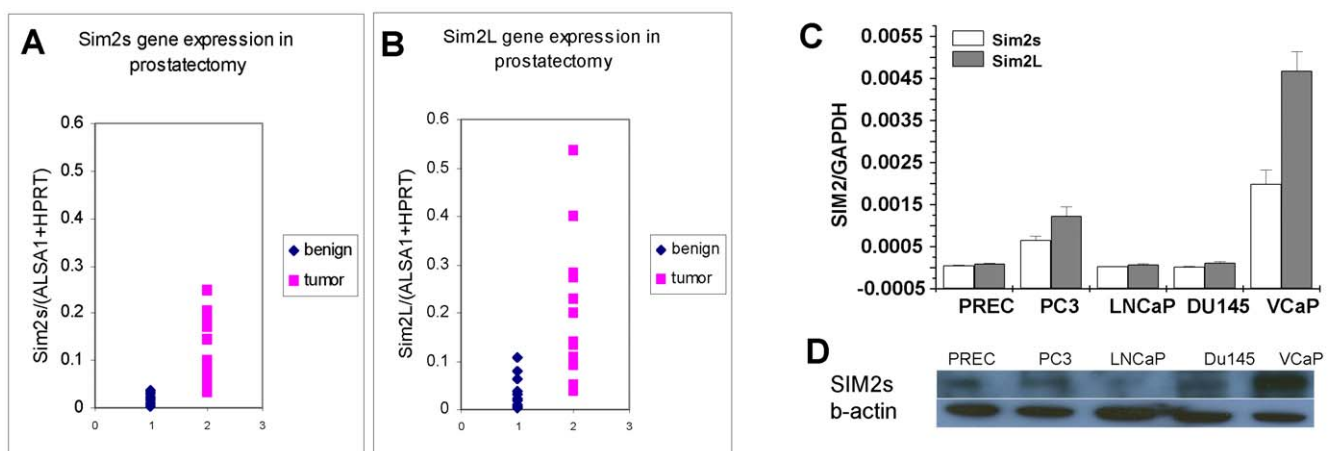 A
Sim2s gene expression in
prostatectomy
Sim2s/(ALSA1+HPRT)
0.6
0.5
0.4
0.3
0.2
0.1
0
0 1 2 3
benign
tumor
B
Sim2L gene expression in
prostatectomy
Sim2L/(ALSA1+HPRT)
0.6
0.5
0.4
0.3
0.2
0.1
0
0 1 2 3
benign
tumor
C
SIM2/GAPDH
0.0055
0.0045
0.0035
0.0025
0.0015
0.0005
-0.0005
Sim2s
Sim2L
PREC PC3 LNCaP DU145 VCaP
D
PREC PC3 LNCaP Du145 VCaP
SIM2s
b-actin